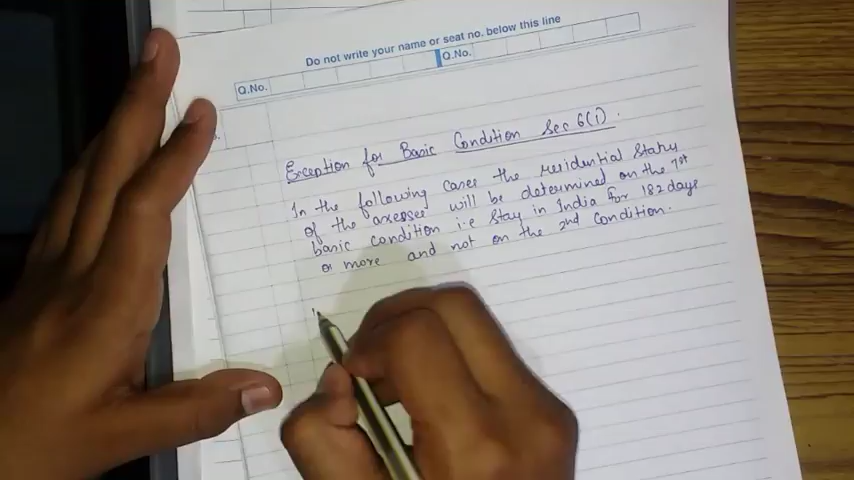 Do not write your name or seat no. below this line
Q.No.
Q.No.
Exception for Basic Condition Sec 6(1).
In the following cases the residential status
of the axesses will be determined on the 1st
basic condition i.e stay in India for 182 days
or more and not on the 2nd condition.